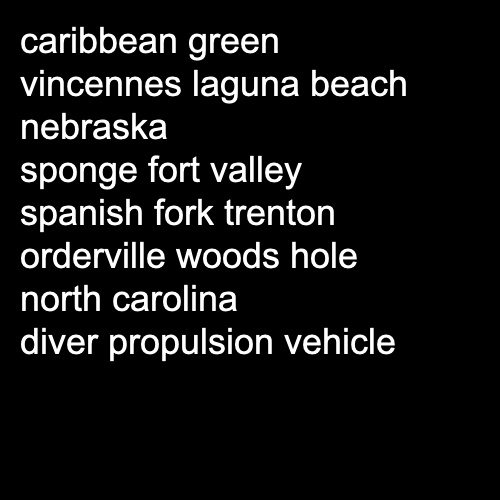 caribbean green
vincennes laguna beach
nebraska
sponge fort valley
spanish fork trenton
orderville woods hole
north carolina
diver propulsion vehicle